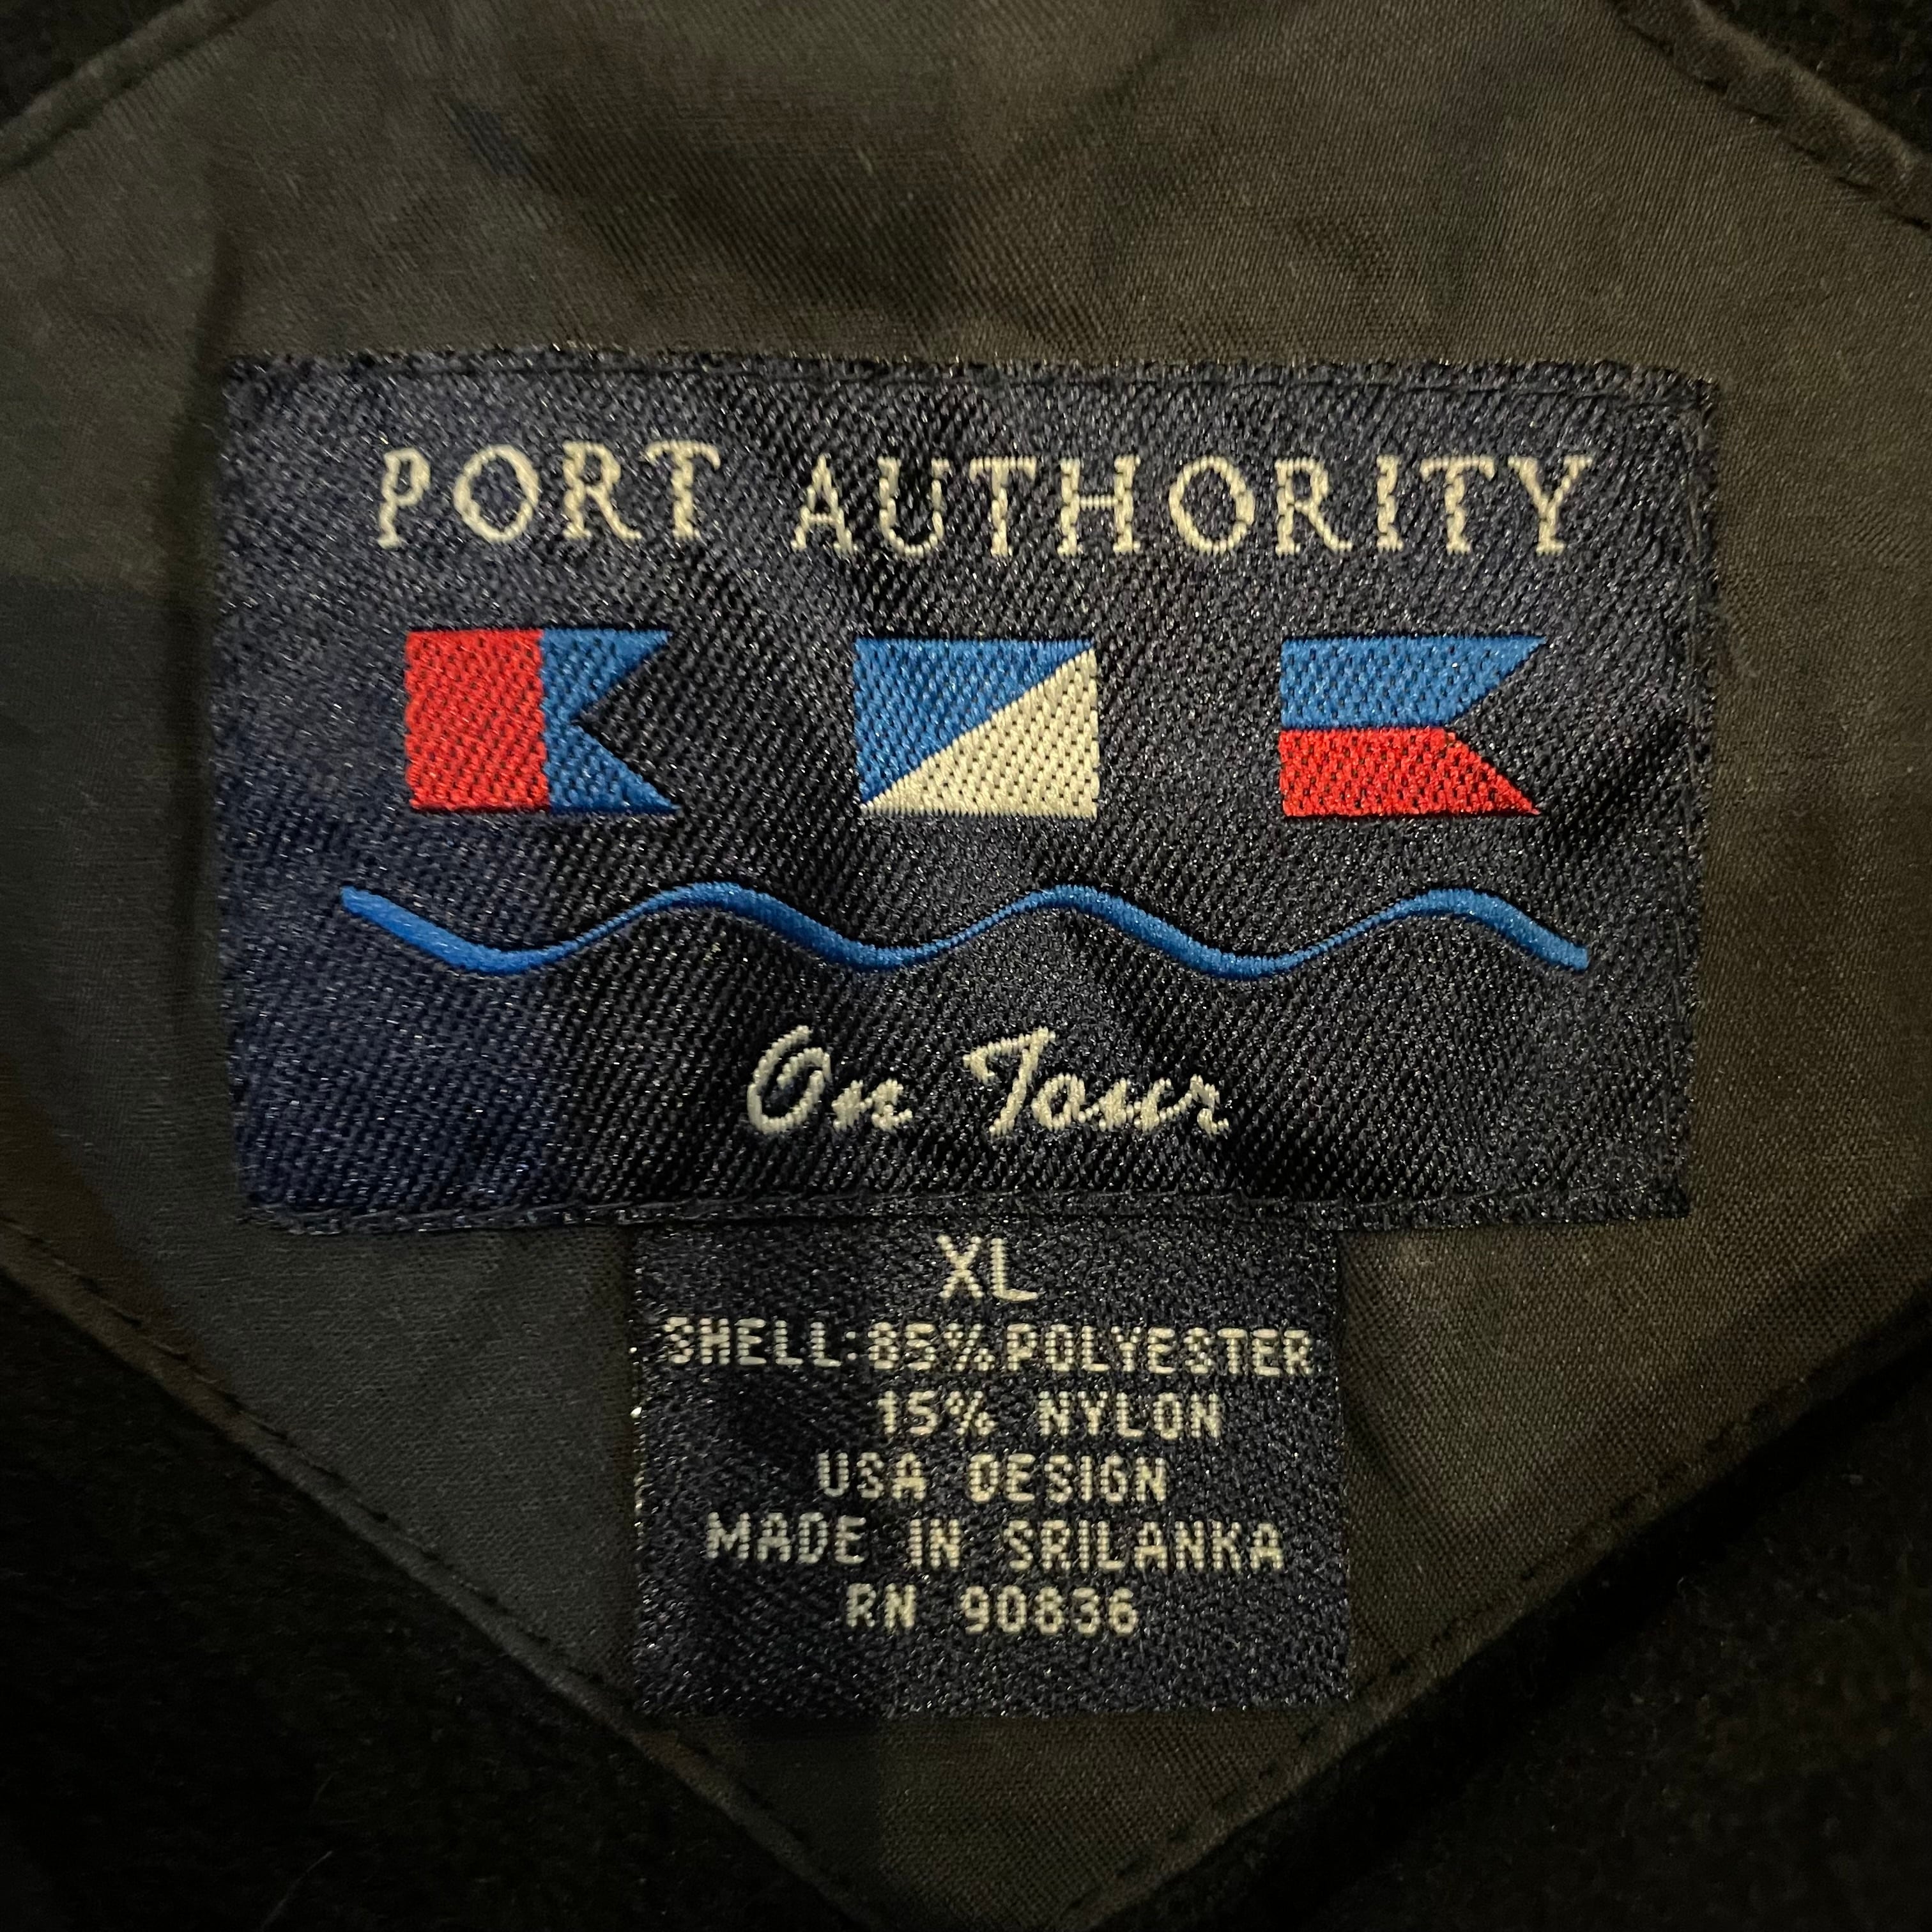 PORT AUTHORITY
On Tour
XL
SHELL: 85% POLYESTER
15% NYLON
USA DESIGN
MADE IN SRILANKA
RN 90836